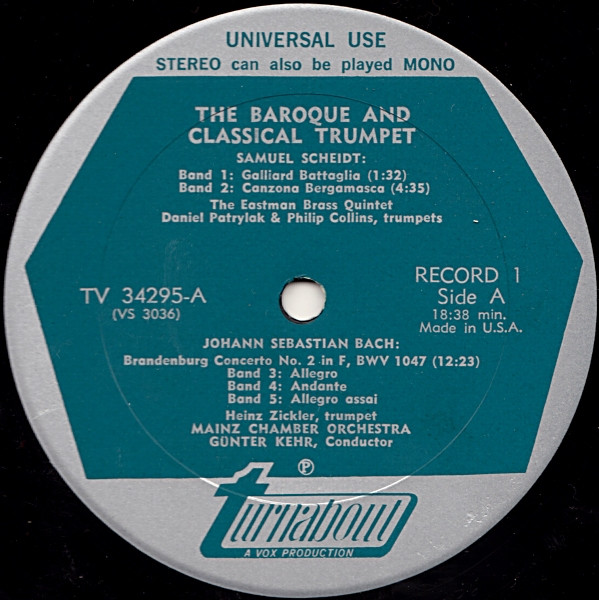 UNIVERSAL USE
STEREO can also be played MONO
THE BAROQUE AND
CLASSICAL TRUMPET
SAMUEL SCHEIDT:
Band 1: Galliard Battaglia (1:32)
Band 2: Canzona Bergamasca (4:35)
The Eastman Brass Quintet
Daniel Patrylak & Philip Collins, trumpets
TV 34295-A
(VS 3036)
RECORD 1
Side A
18:38 min.
Made in U.S.A.
JOHANN SEBASTIAN BACH:
Brandenburg Concerto No. 2 in F, BWV 1047 (12:23)
Band 3: Allegro
Band 4: Andante
Band 5: Allegro assai
Heinz Zickler, trumpet
MAINZ CHAMBER ORCHESTRA
GÜNTER KEHR, Conductor
℗
turnabout
A VOX PRODUCTION